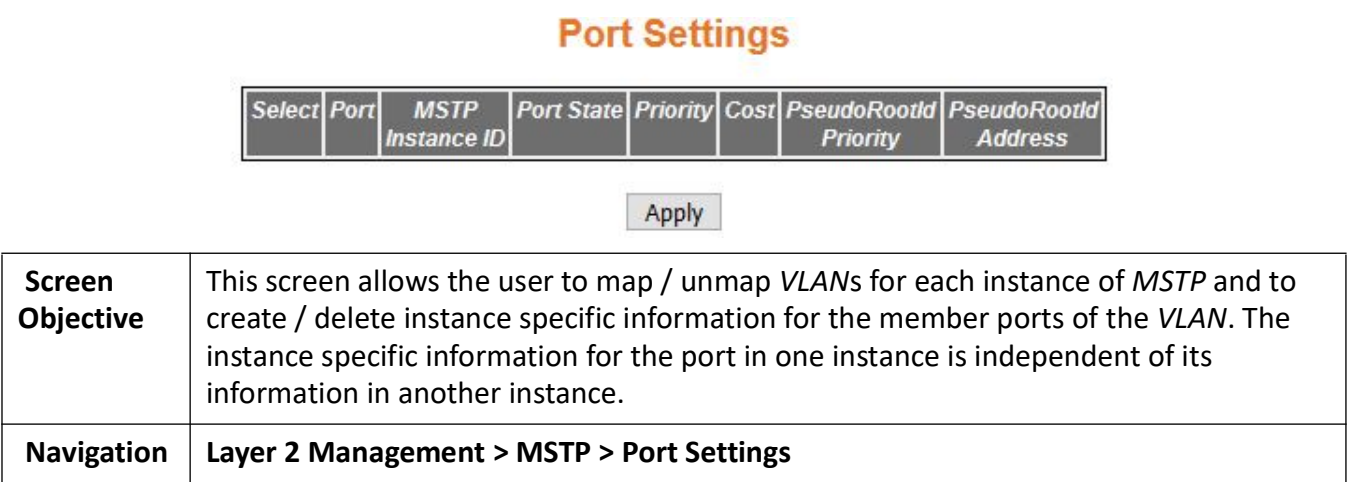 Port Settings
Select Port MSTP Instance ID Port State Priority Cost PseudoRootId Priority PseudoRootId Address
Apply
Screen Objective
This screen allows the user to map / unmap VLANs for each instance of MSTP and to
create / delete instance specific information for the member ports of the VLAN. The
instance specific information for the port in one instance is independent of its
information in another instance.
Navigation
Layer 2 Management > MSTP > Port Settings